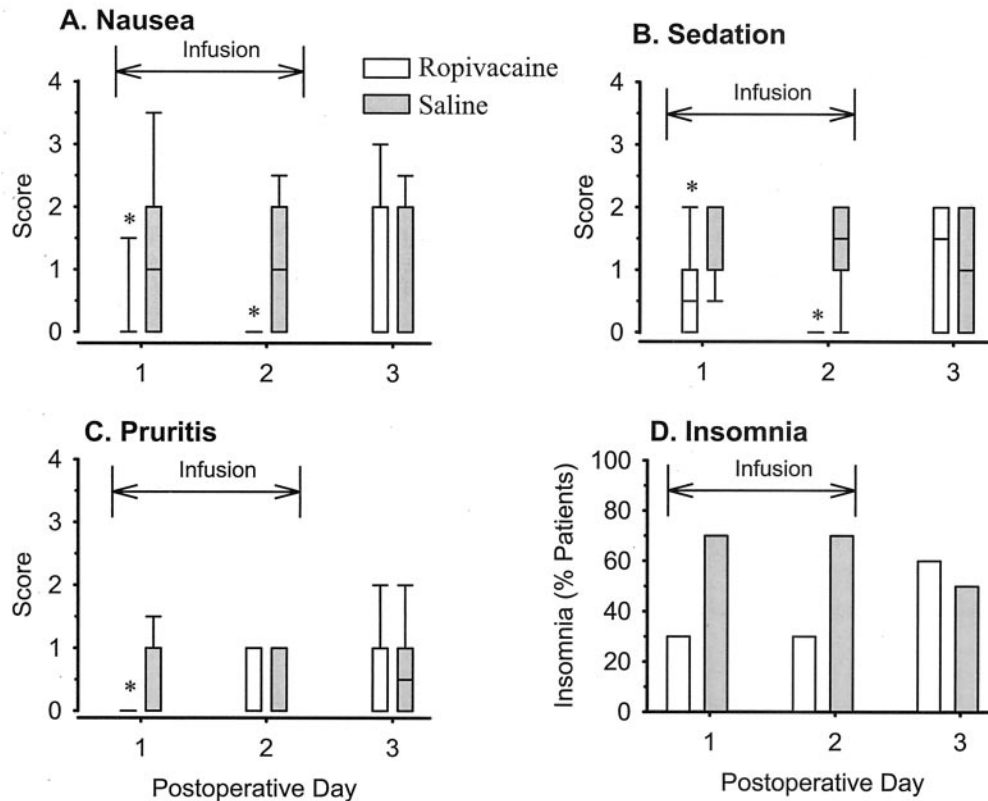 A. Nausea
Infusion
Ropivacaine
Saline
4
3
2
1
0
Score
*
*
1
2
3
B. Sedation
Infusion
4
3
2
1
0
Score
*
*
1
2
3
C. Pruritis
Infusion
4
3
2
1
0
Score
*
1
2
3
Postoperative Day
D. Insomnia
Infusion
100
80
60
40
20
0
Insomnia (% Patients)
1
2
3
Postoperative Day